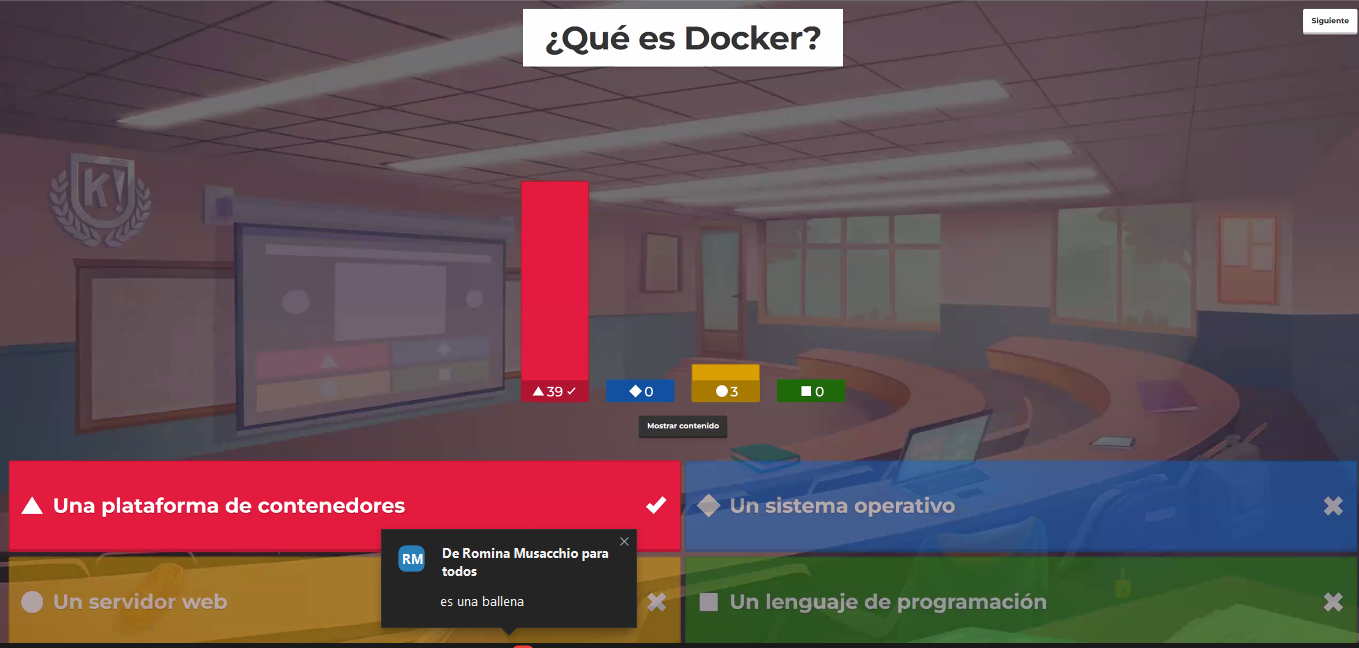 ¿Qué es Docker?
Siguiente
K!
39
0
3
0
Mostrar contenido
Una plataforma de contenedores
Un sistema operativo
Un servidor web
Un lenguaje de programación
RM
De Romina Musacchio para
todos
es una ballena